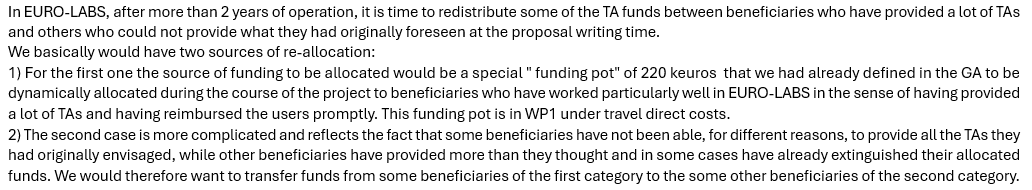 In EURO-LABS, after more than 2 years of operation, it is time to redistribute some of the TA funds between beneficiaries who have provided a lot of TAs
and others who could not provide what they had originally foreseen at the proposal writing time.
We basically would have two sources of re-allocation:
1) For the first one the source of funding to be allocated would be a special " funding pot" of 220 keuros  that we had already defined in the GA to be
dynamically allocated during the course of the project to beneficiaries who have worked particularly well in EURO-LABS in the sense of having provided
a lot of TAs and having reimbursed the users promptly. This funding pot is in WP1 under travel direct costs.
2) The second case is more complicated and reflects the fact that some beneficiaries have not been able, for different reasons, to provide all the TAs they
had originally envisaged, while other beneficiaries have provided more than they thought and in some cases have already extinguished their allocated
funds. We would therefore want to transfer funds from some beneficiaries of the first category to the some other beneficiaries of the second category.